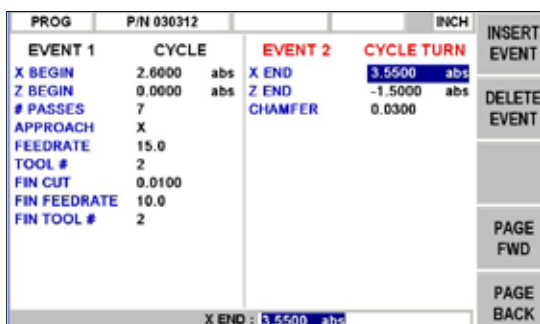 PROG P/N 030312 INCH
EVENT 1 CYCLE
X BEGIN 2.6000 abs
Z BEGIN 0.0000 abs
# PASSES 7
APPROACH X
FEEDRATE 15.0
TOOL # 2
FIN CUT 0.0100
FIN FEEDRATE 10.0
FIN TOOL # 2
EVENT 2 CYCLE TURN
X END 3.5500 abs
Z END -1.5000 abs
CHAMFER 0.0300
X END : 3.5500 abs
INSERT
EVENT
DELETE
EVENT
PAGE
FWD
PAGE
BACK